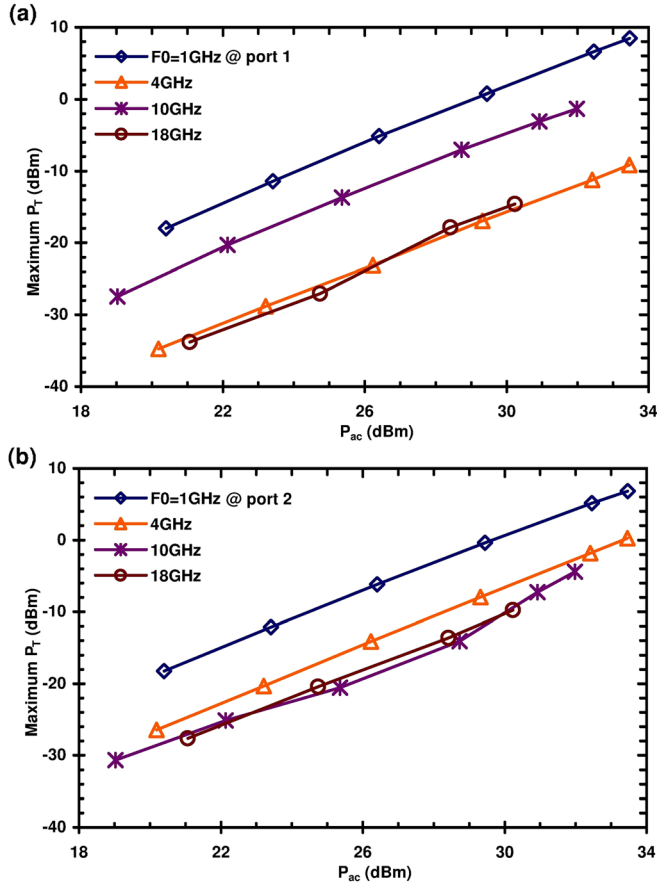 (a)
10
0
-10
-20
-30
-40
Maximum P_T (dBm)
F0=1GHz @ port 1
4GHz
10GHz
18GHz
18 22 26 30 34
P_ac (dBm)
(b)
10
0
-10
-20
-30
-40
Maximum P_T (dBm)
F0=1GHz @ port 2
4GHz
10GHz
18GHz
18 22 26 30 34
P_ac (dBm)